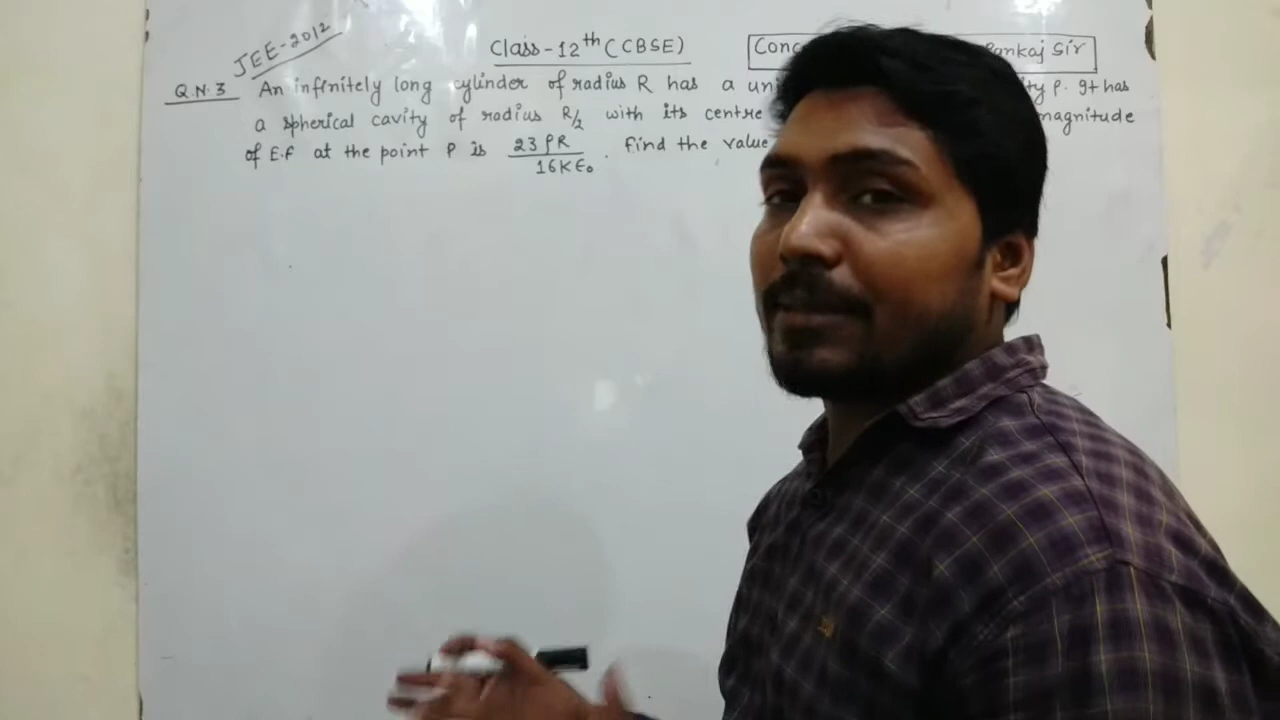 JEE-2012
Class-12th (CBSE)
Conc Pankaj Sir
Q.N.3 An infinitely long cylinder of radius R has a uni ty ρ. It has
a spherical cavity of radius R/2 with its centre magnitude
of E.F at the point P is 23ρR/16Kε₀. find the value